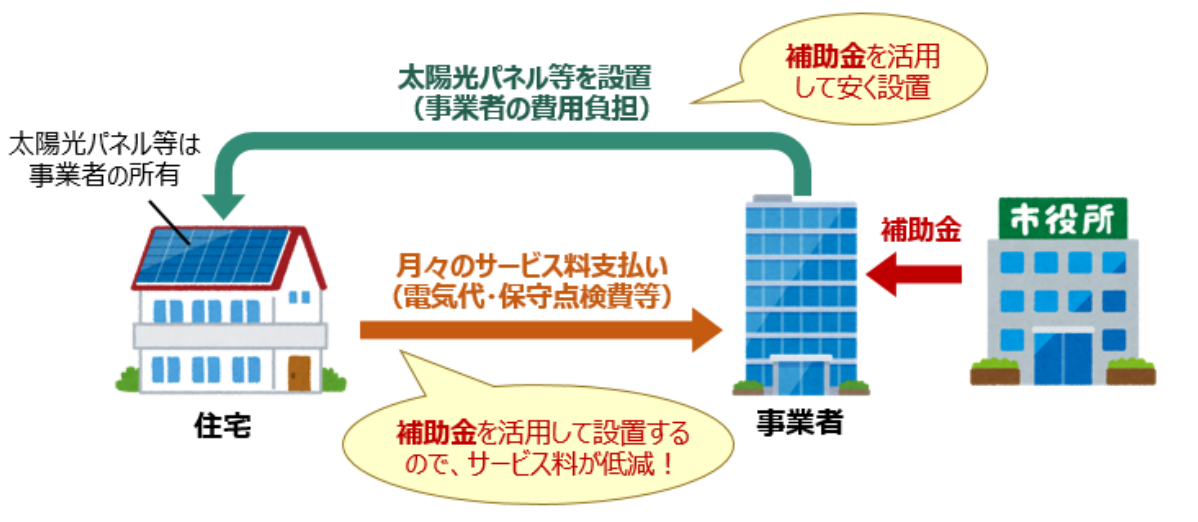 補助金を活用
して安く設置
太陽光パネル等を設置
（事業者の費用負担）
太陽光パネル等は
事業者の所有
市役所
補助金
月々のサービス料支払い
（電気代・保守点検費等）
住宅
事業者
補助金を活用して設置する
ので、サービス料が低減！